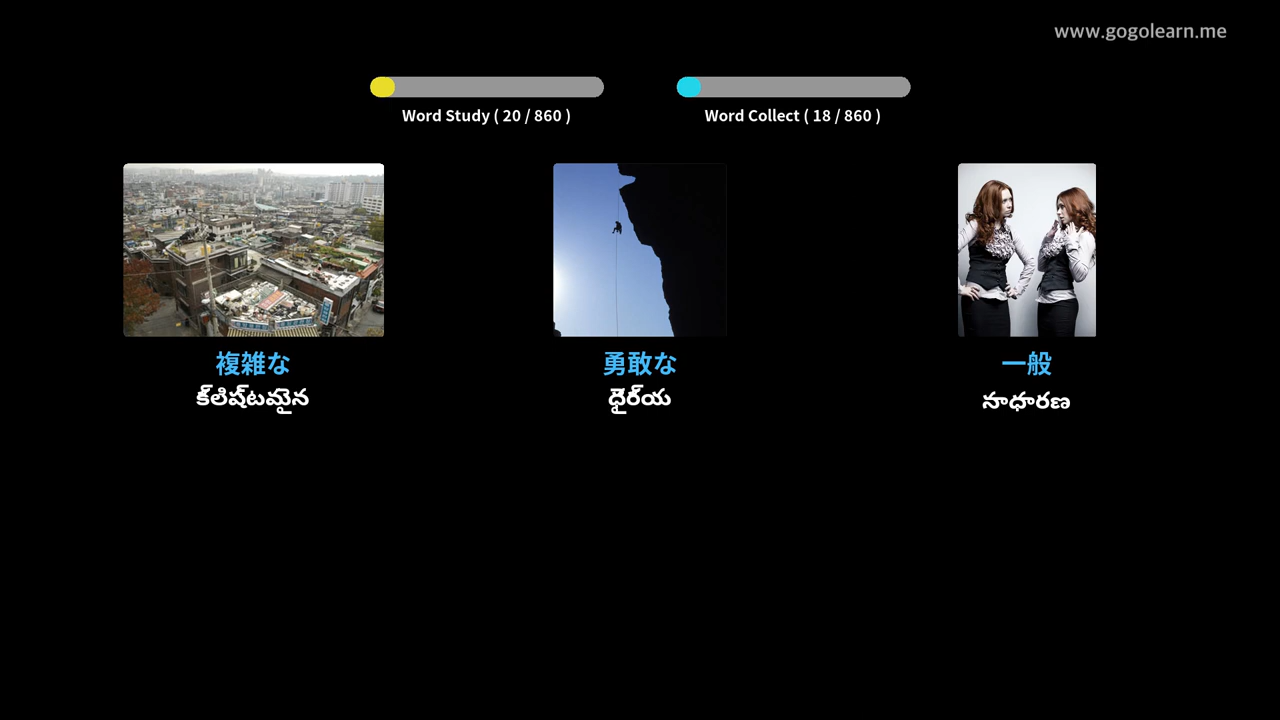 www.gogolearn.me
Word Study ( 20 / 860 )
Word Collect ( 18 / 860 )
複雑な
勇敢な
一般
క్‌లిష్‌టమైన
ధైర్‌య
సాధారణ